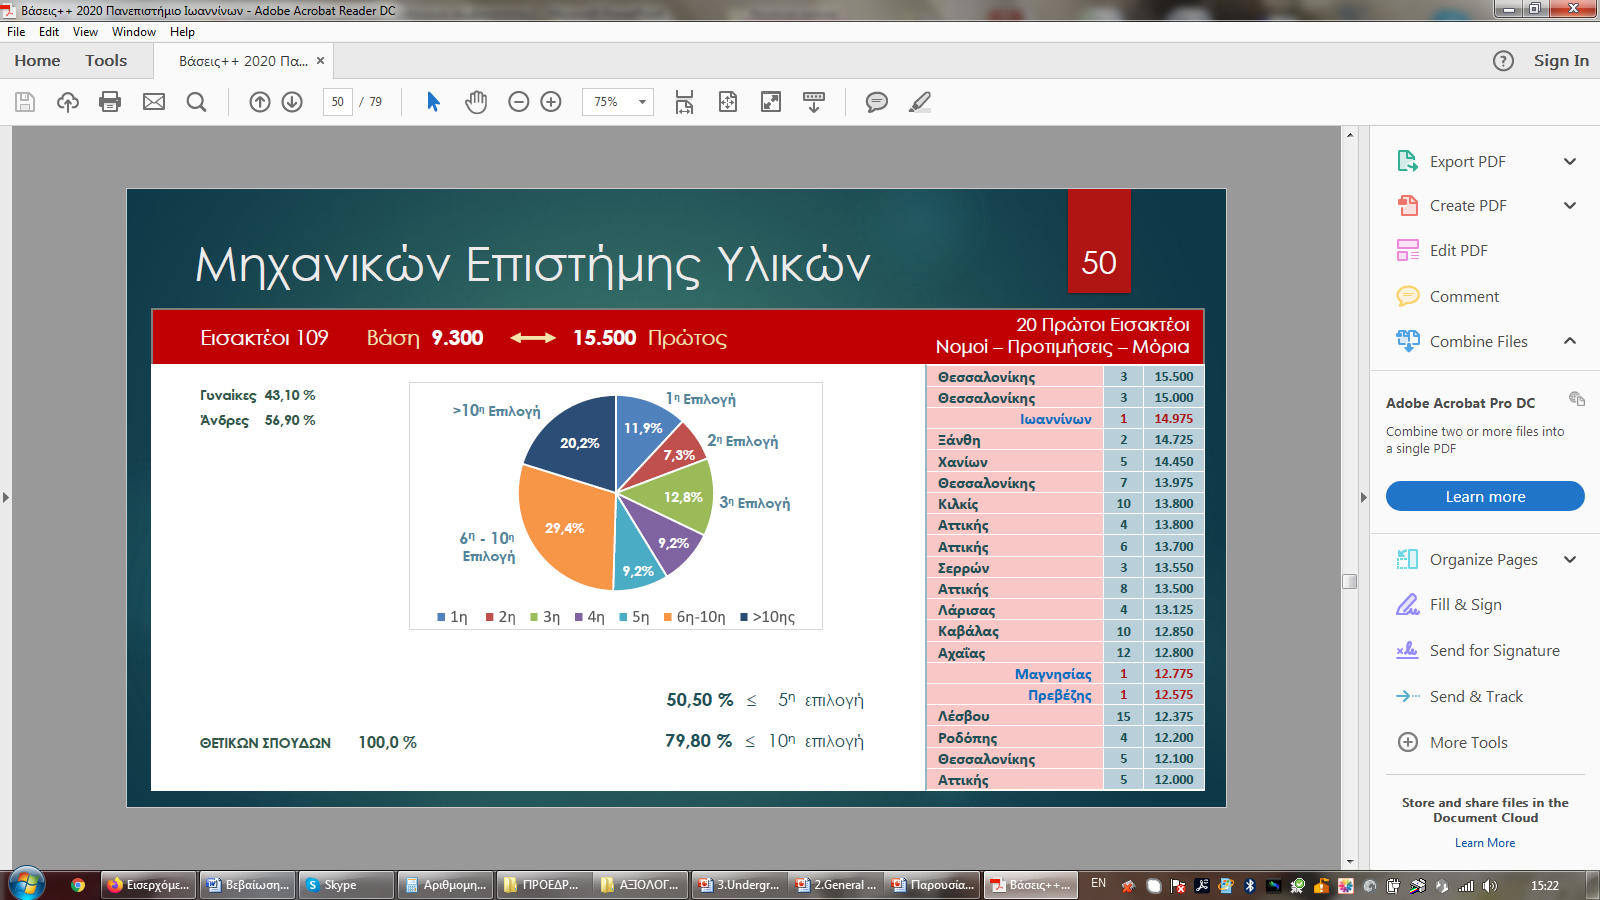 Βάσεις++ 2020 Πανεπιστήμιο Ιωαννίνων - Adobe Acrobat Reader DC
File Edit View Window Help
Home Tools Βάσεις++ 2020 Πα... × ? Sign In
50 / 79 75%
Μηχανικών Επιστήμης Υλικών
50
Εισακτέοι 109 Βάση 9.300 15.500 Πρώτος
20 Πρώτοι Εισακτέοι
Νομοί – Προτιμήσεις – Μόρια
Γυναίκες 43,10 %
Άνδρες 56,90 %
1η Επιλογή
>10η Επιλογή
11,9%
20,2%
2η Επιλογή
7,3%
12,8%
3η Επιλογή
29,4%
6η - 10η
Επιλογή
9,2%
9,2%
1η 2η 3η 4η 5η 6η-10η >10ης
50,50 % ≤ 5η επιλογή
79,80 % ≤ 10η επιλογή
ΘΕΤΙΚΩΝ ΣΠΟΥΔΩΝ 100,0 %
Θεσσαλονίκης 3 15.500
Θεσσαλονίκης 3 15.000
Ιωαννίνων 1 14.975
Ξάνθη 2 14.725
Χανίων 5 14.450
Θεσσαλονίκης 7 13.975
Κιλκίς 10 13.800
Αττικής 4 13.800
Αττικής 6 13.700
Σερρών 3 13.550
Αττικής 8 13.500
Λάρισας 4 13.125
Καβάλας 10 12.850
Αχαΐας 12 12.800
Μαγνησίας 1 12.775
Πρεβέζης 1 12.575
Λέσβου 15 12.375
Ροδόπης 4 12.200
Θεσσαλονίκης 5 12.100
Αττικής 5 12.000
Export PDF
Create PDF
Edit PDF
Comment
Combine Files
Adobe Acrobat Pro DC
Combine two or more files into
a single PDF
Learn more
Organize Pages
Fill & Sign
Send for Signature
Send & Track
More Tools
Store and share files in the
Document Cloud
Learn More
Εισερχόμε... Βεβαίωση... Skype Αριθμομη... ΠΡΟΕΔΡ... ΑΞΙΟΛΟΓ... 3.Undergr... 2.General ... Παρουσία... Βάσεις++... EN 15:22